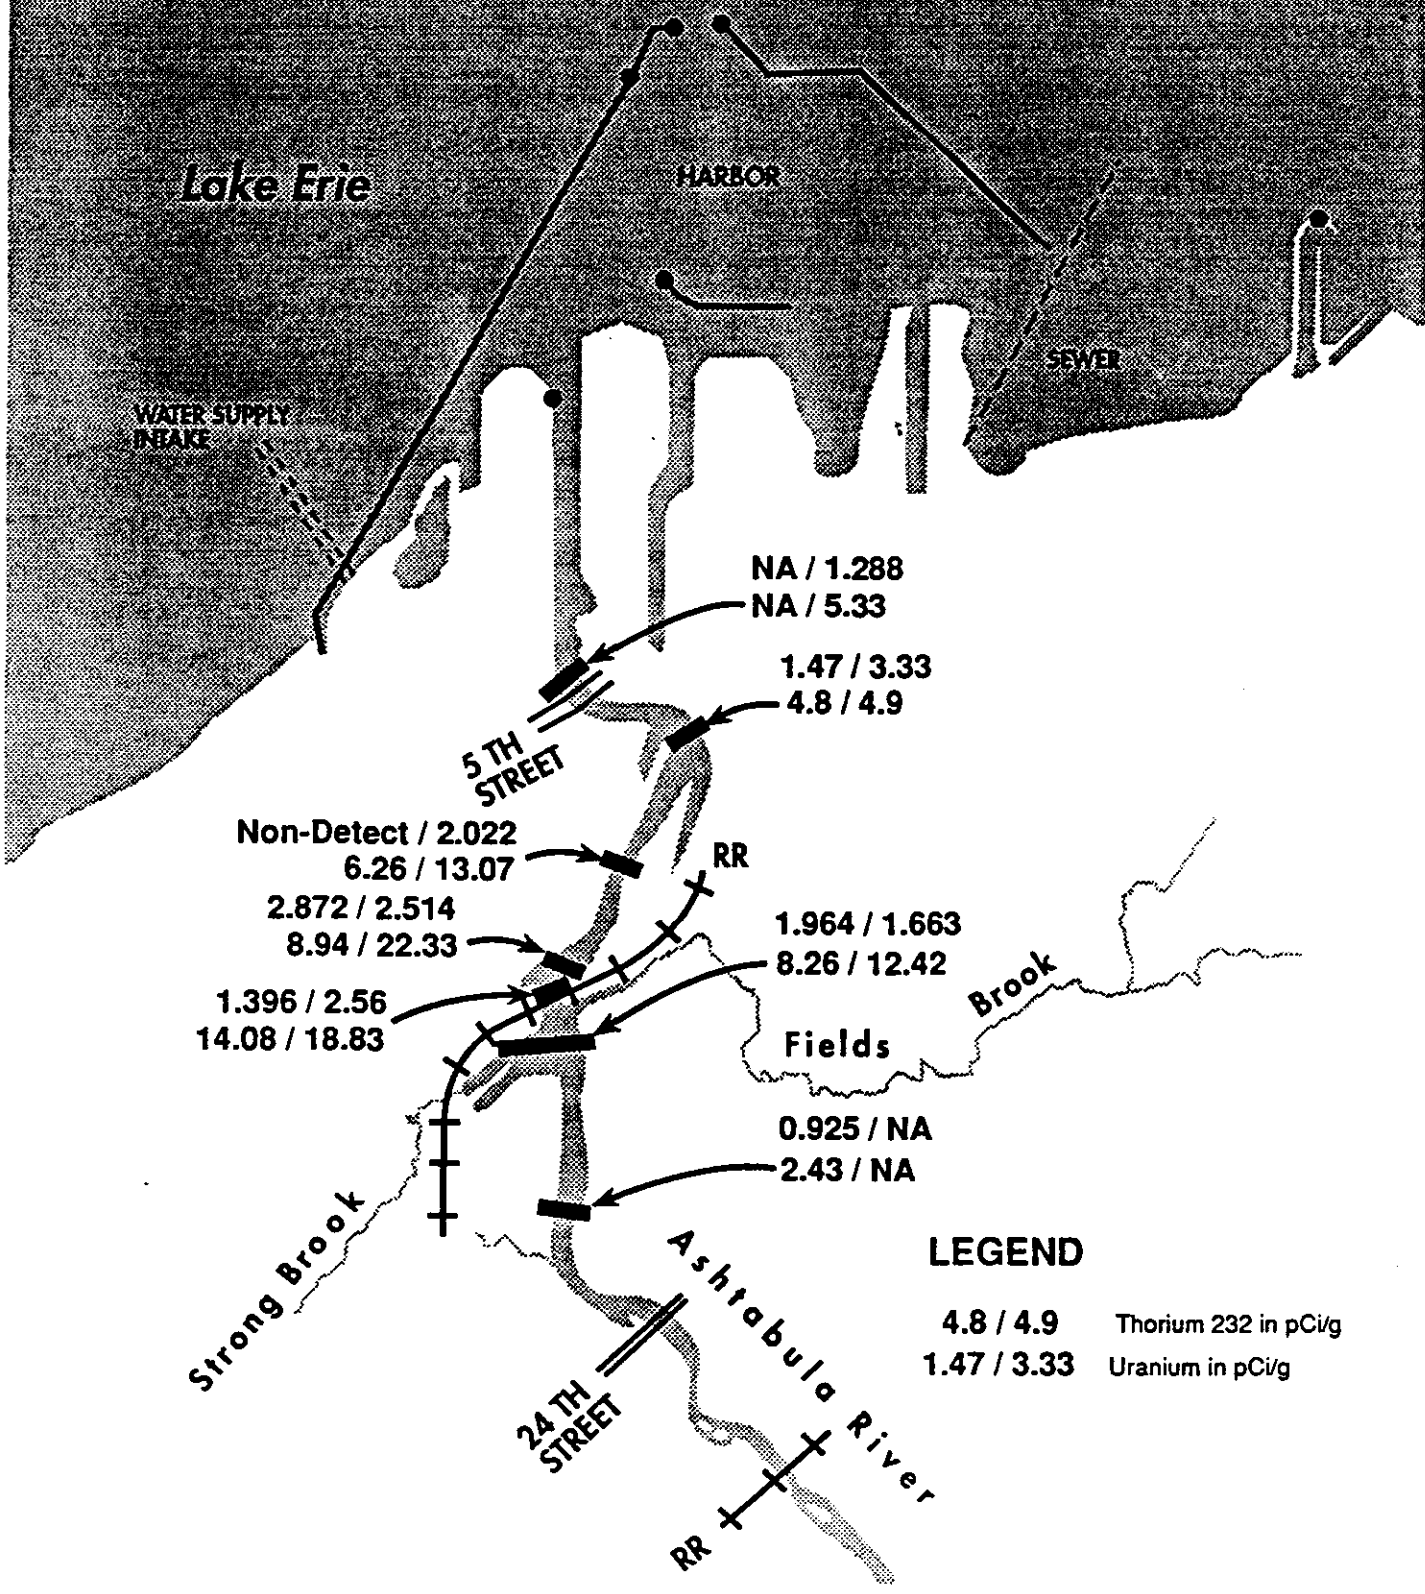 Lake Erie
HARBOR
SEWER
WATER SUPPLY
INTAKE
NA / 1.288
NA / 5.33
1.47 / 3.33
4.8 / 4.9
5 TH
STREET
Non-Detect / 2.022
6.26 / 13.07
RR
2.872 / 2.514
8.94 / 22.33
1.964 / 1.663
8.26 / 12.42
1.396 / 2.56
14.08 / 18.83
Fields Brook
0.925 / NA
2.43 / NA
Strong Brook
Ashtabula River
24 TH
STREET
RR
LEGEND
4.8 / 4.9 Thorium 232 in pCi/g
1.47 / 3.33 Uranium in pCi/g